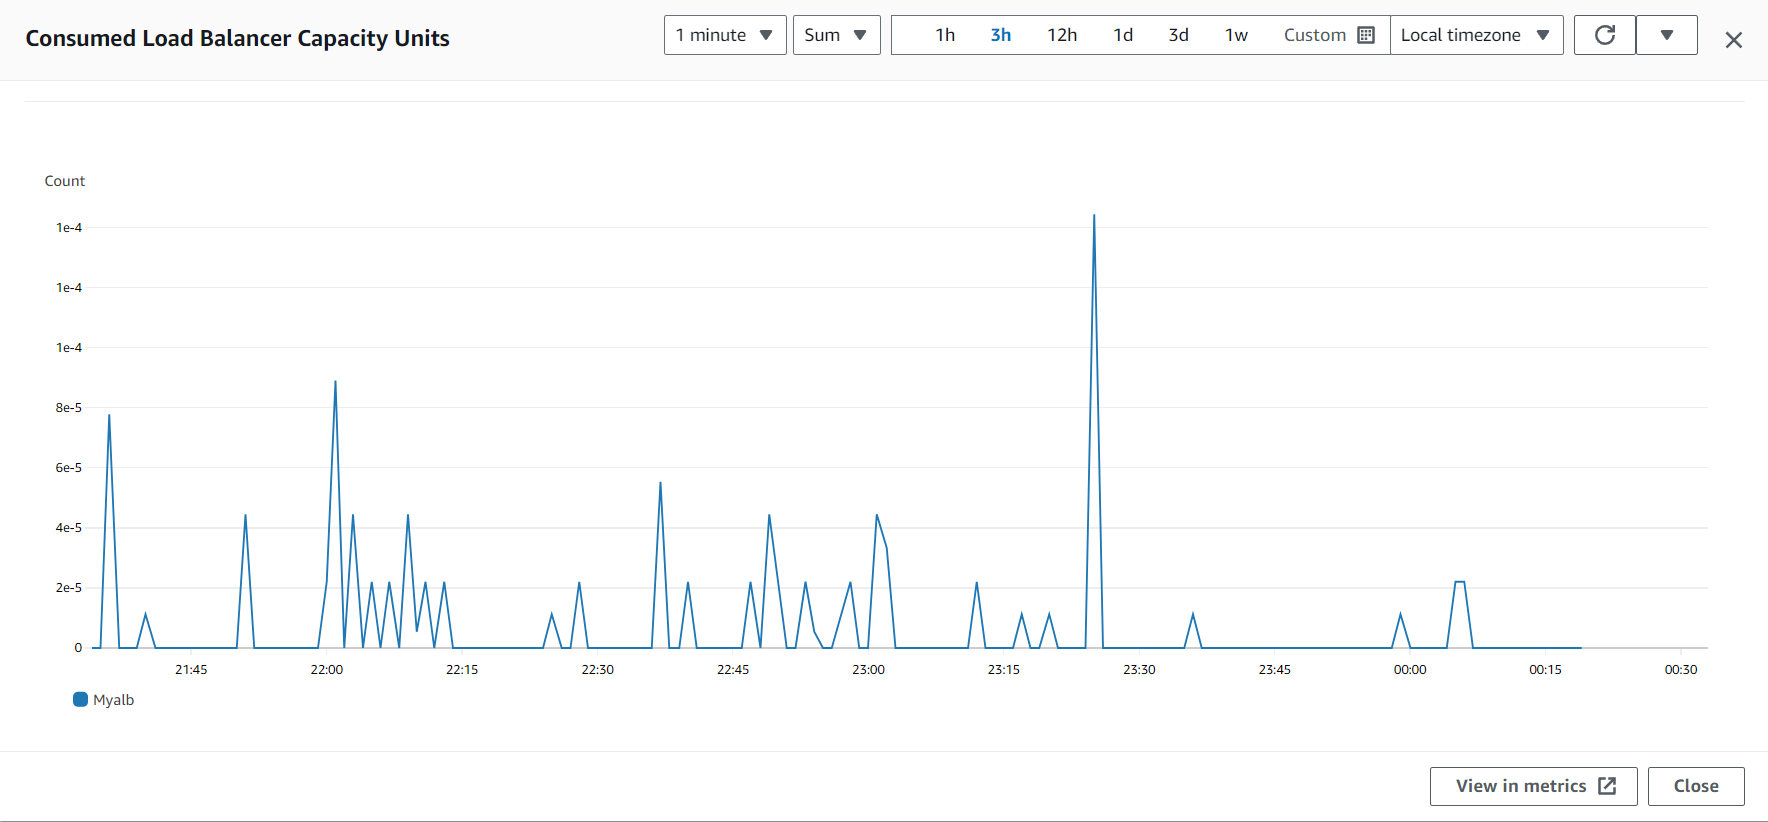 Consumed Load Balancer Capacity Units
1 minute Sum 1h 3h 12h 1d 3d 1w Custom Local timezone
Count
1e-4
1e-4
1e-4
8e-5
6e-5
4e-5
2e-5
0
21:45 22:00 22:15 22:30 22:45 23:00 23:15 23:30 23:45 00:00 00:15 00:30
Myalb
View in metrics Close